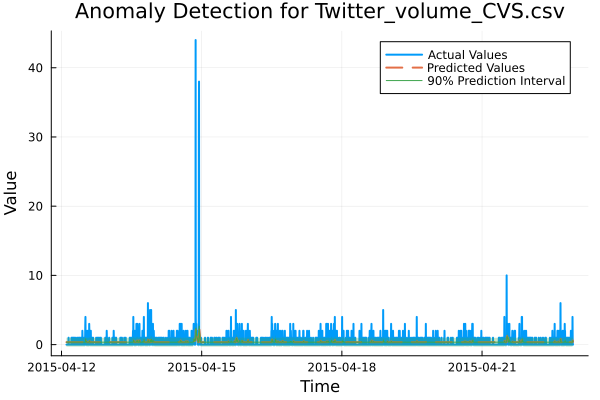 Anomaly Detection for Twitter_volume_CVS.csv
Actual Values
Predicted Values
90% Prediction Interval
40
30
20
10
0
Value
2015-04-12 2015-04-15 2015-04-18 2015-04-21
Time